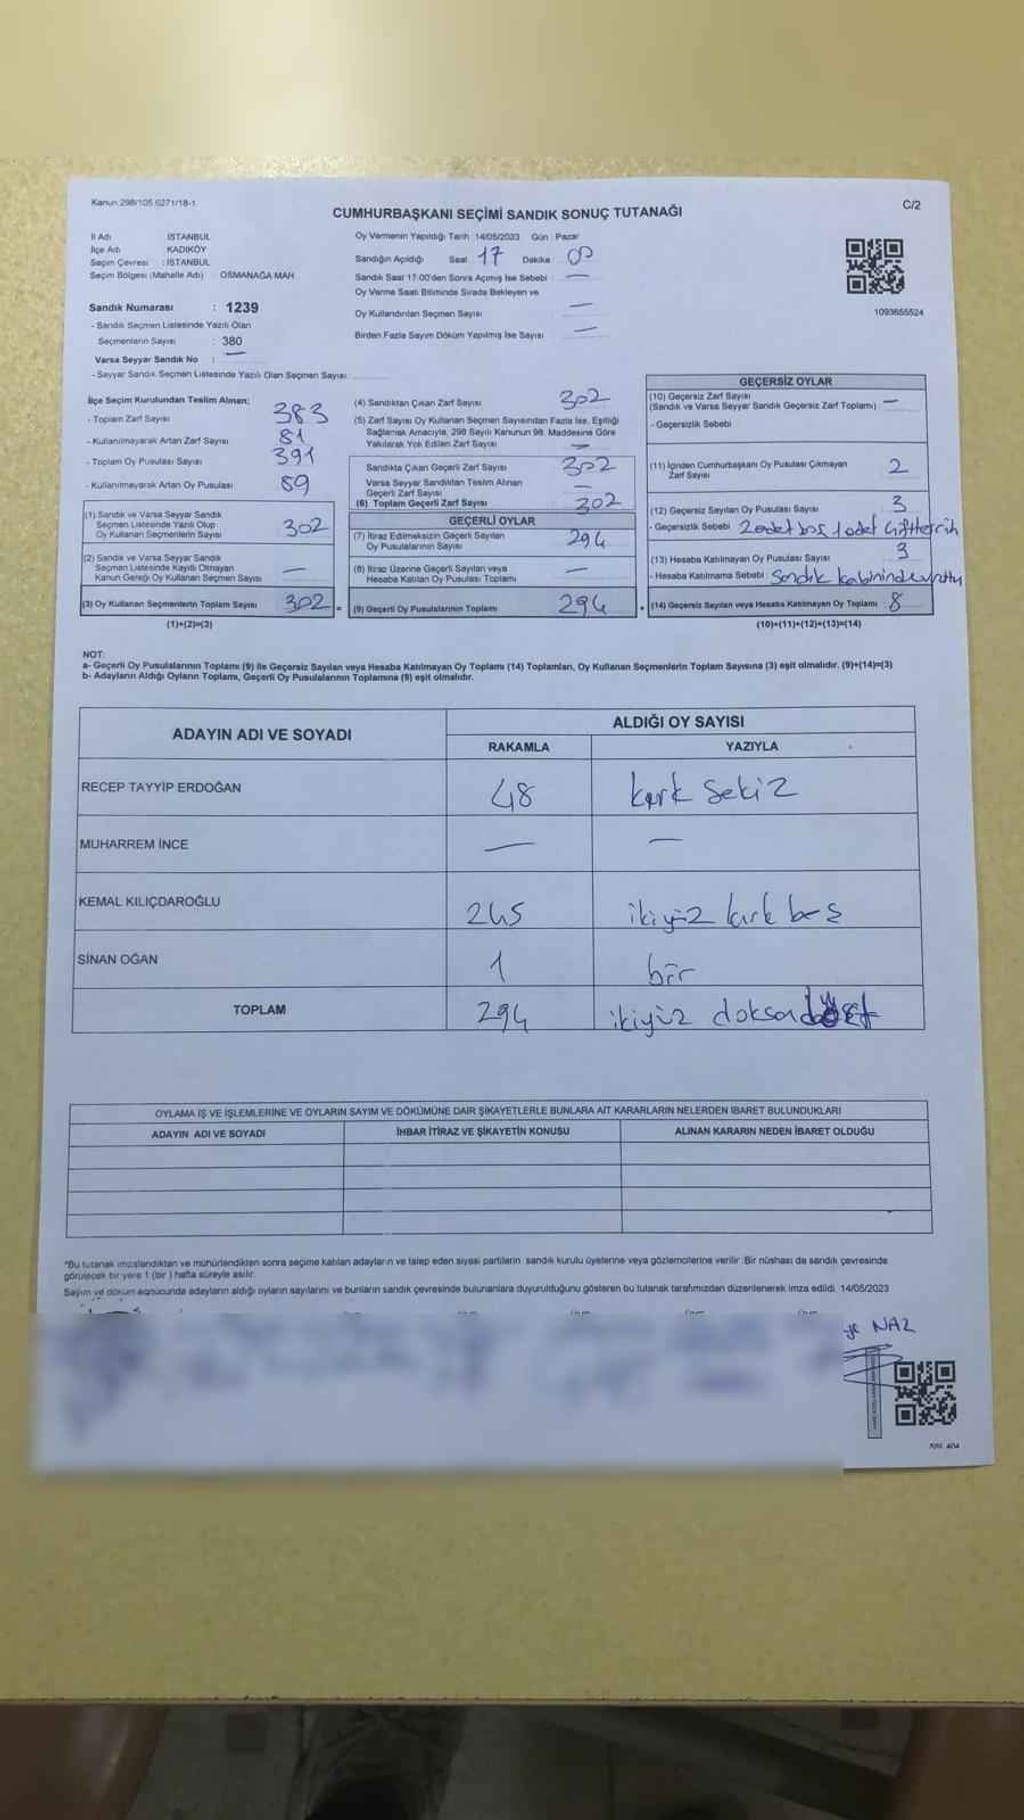 Kanun:298/105 6271/18-1
C/2
CUMHURBAŞKANI SEÇİMİ SANDIK SONUÇ TUTANAĞI
İl Adı İSTANBUL
İlçe Adı KADIKÖY
Seçim Çevresi : İSTANBUL
Seçim Bölgesi (Mahalle Adı) OSMANAĞA MAH
Sandık Numarası : 1239
- Sandık Seçmen Listesinde Yazılı Olan
Seçmenlerin Sayısı : 380
Varsa Seyyar Sandık No : —
- Seyyar Sandık Seçmen Listesinde Yazılı Olan Seçmen Sayısı
Oy Vermenin Yapıldığı Tarih :14/05/2023 Gün : Pazar
Sandığın Açıldığı Saat 17 Dakika 00
Sandık Saat 17.00'den Sonra Açılmış İse Sebebi : —
Oy Verme Saati Bitiminde Sırada Bekleyen ve
Oy Kullandırılan Seçmen Sayısı —
Birden Fazla Sayım Döküm Yapılmış İse Sayısı —
1093655524
İlçe Seçim Kurulundan Teslim Alınan;
- Toplam Zarf Sayısı 383
- Kullanılmayarak Artan Zarf Sayısı 81
- Toplam Oy Pusulası Sayısı 391
- Kullanılmayarak Artan Oy Pusulası 89
(1) Sandık ve Varsa Seyyar Sandık
Seçmen Listesinde Yazılı Olup
Oy Kullanan Seçmenlerin Sayısı 302
(2) Sandık ve Varsa Seyyar Sandık
Seçmen Listesinde Kayıtlı Olmayan
Kanun Gereği Oy Kullanan Seçmen Sayısı —
(3) Oy Kullanan Seçmenlerin Toplam Sayısı 302 =
(1)+(2)=(3)
(4) Sandıktan Çıkan Zarf Sayısı 302
(5) Zarf Sayısı Oy Kullanan Seçmen Sayısından Fazla İse, Eşitliği
Sağlamak Amacıyla, 298 Sayılı Kanunun 98. Maddesine Göre
Yakılarak Yok Edilen Zarf Sayısı —
Sandıkta Çıkan Geçerli Zarf Sayısı 302
Varsa Seyyar Sandıktan Teslim Alınan
Geçerli Zarf Sayısı —
(6) Toplam Geçerli Zarf Sayısı 302
GEÇERLİ OYLAR
(7) İtiraz Edilmeksizin Geçerli Sayılan
Oy Pusulalarının Sayısı 294
(8) İtiraz Üzerine Geçerli Sayılan veya
Hesaba Katılan Oy Pusulası Toplamı —
(9) Geçerli Oy Pusulalarının Toplamı 294 +
GEÇERSİZ OYLAR
(10) Geçersiz Zarf Sayısı
(Sandık ve Varsa Seyyar Sandık Geçersiz Zarf Toplamı) —
- Geçersizlik Sebebi
(11) İçinden Cumhurbaşkanı Oy Pusulası Çıkmayan
Zarf Sayısı 2
(12) Geçersiz Sayılan Oy Pusulası Sayısı 3
- Geçersizlik Sebebi 2 adet boş 1 adet çift tercih
(13) Hesaba Katılmayan Oy Pusulası Sayısı 3
- Hesaba Katılmama Sebebi Sandık kabininde
(14) Geçersiz Sayılan veya Hesaba Katılmayan Oy Toplamı : 8
(10)+(11)+(12)+(13)=(14)
NOT:
a- Geçerli Oy Pusulalarının Toplamı (9) ile Geçersiz Sayılan veya Hesaba Katılmayan Oy Toplamı (14) Toplamları, Oy Kullanan Seçmenlerin Toplam Sayısına (3) eşit olmalıdır. (9)+(14)=(3)
b- Adayların Aldığı Oyların Toplamı, Geçerli Oy Pusulalarının Toplamına (9) eşit olmalıdır.
ADAYIN ADI VE SOYADI ALDIĞI OY SAYISI
RAKAMLA YAZIYLA
RECEP TAYYİP ERDOĞAN 48 kırk sekiz
MUHARREM İNCE — —
KEMAL KILIÇDAROĞLU 245 ikiyüz kırk beş
SİNAN OĞAN 1 bir
TOPLAM 294 ikiyüz doksandört
OYLAMA İŞ VE İŞLEMLERİNE VE OYLARIN SAYIM VE DÖKÜMÜNE DAİR ŞİKAYETLERLE BUNLARA AİT KARARLARIN NELERDEN İBARET BULUNDUKLARI
ADAYIN ADI VE SOYADI İHBAR İTİRAZ VE ŞİKAYETİN KONUSU ALINAN KARARIN NEDEN İBARET OLDUĞU
*Bu tutanak imzalandıktan ve mühürlendikten sonra seçime katılan adayların ve talep eden siyasi partilerin sandık kurulu üyelerine veya gözlemcilerine verilir. Bir nüshası da sandık çevresinde
görülecek bir yere 1 (bir ) hafta süreyle asılır.
Sayım ve döküm sonucunda adayların aldığı oyların sayılarını ve bunların sandık çevresinde bulunanlara duyurulduğunu gösteren bu tutanak tarafımızdan düzenlenerek imza edildi. 14/05/2023
NAZ